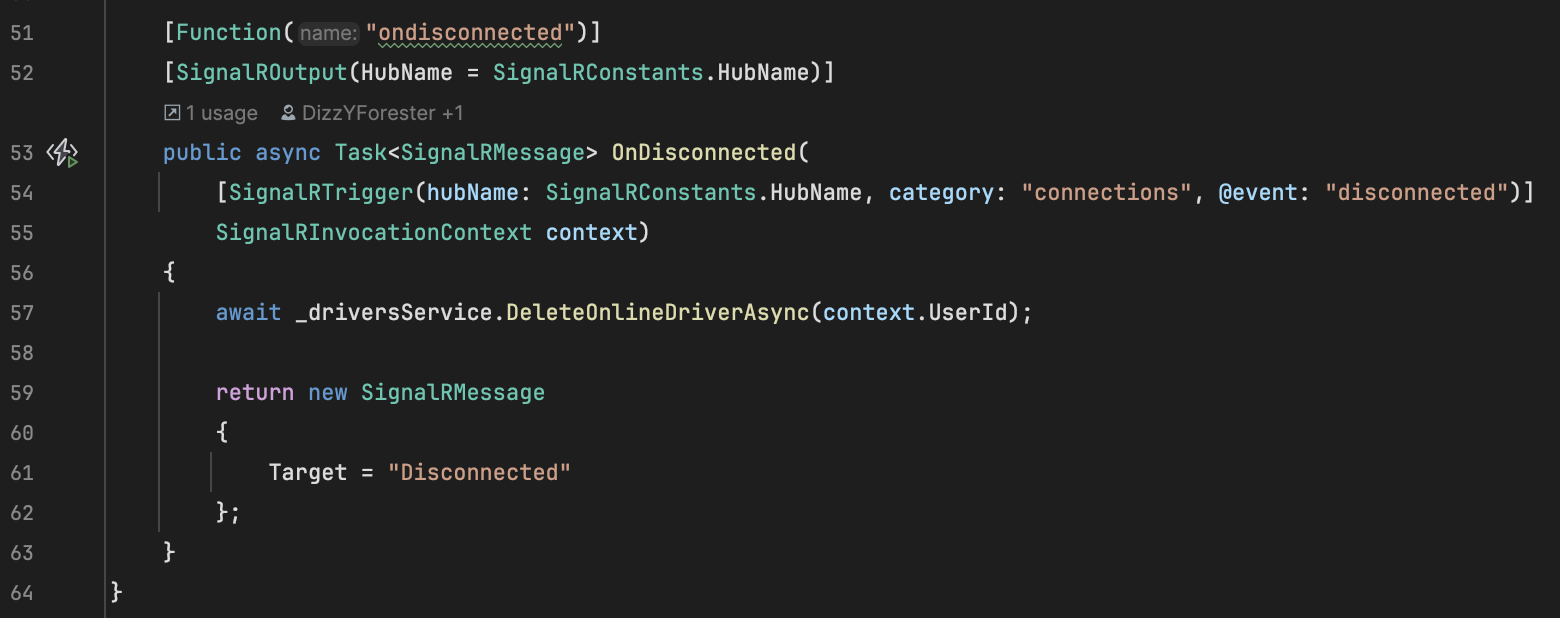 51 [Function( name: "ondisconnected")]
52 [SignalROutput(HubName = SignalRConstants.HubName)]
1 usage DizzYForester +1
53 public async Task<SignalRMessage> OnDisconnected(
54 [SignalRTrigger(hubName: SignalRConstants.HubName, category: "connections", @event: "disconnected")]
55 SignalRInvocationContext context)
56 {
57 await _driversService.DeleteOnlineDriverAsync(context.UserId);
58
59 return new SignalRMessage
60 {
61 Target = "Disconnected"
62 };
63 }
64 }